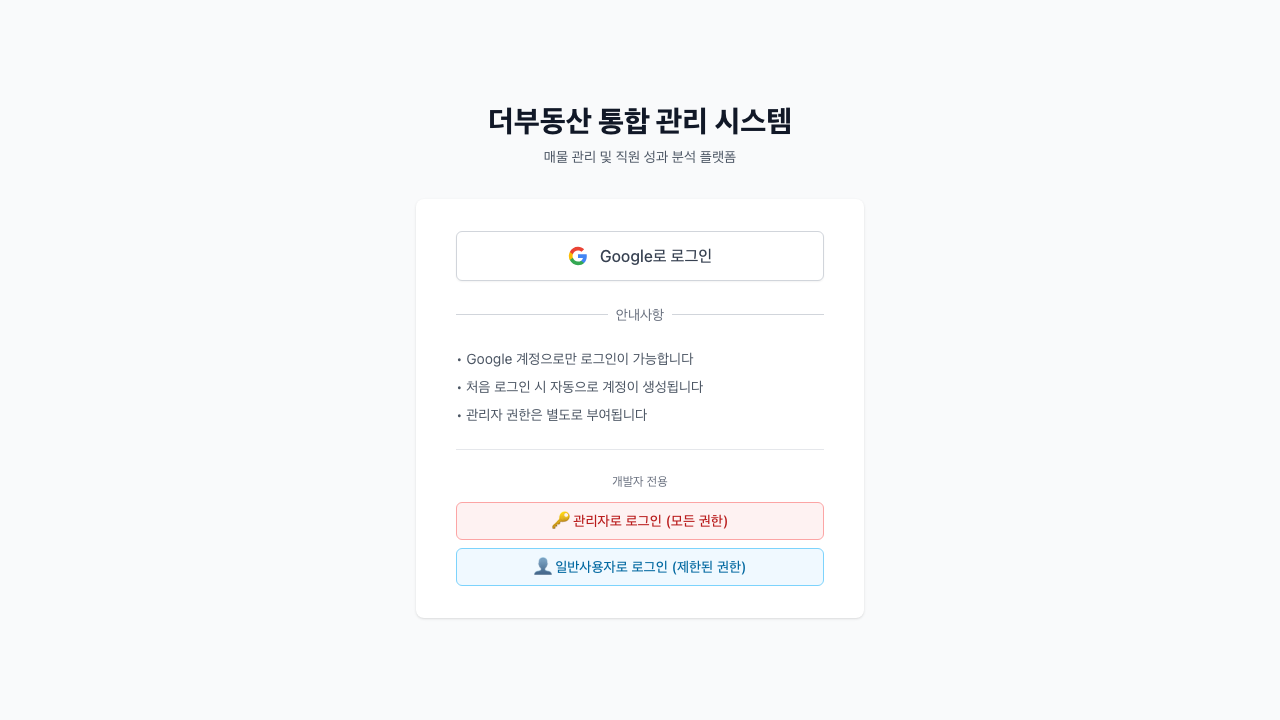 더부동산 통합 관리 시스템
매물 관리 및 직원 성과 분석 플랫폼
Google로 로그인
안내사항
• Google 계정으로만 로그인이 가능합니다
• 처음 로그인 시 자동으로 계정이 생성됩니다
• 관리자 권한은 별도로 부여됩니다
개발자 전용
🔑 관리자로 로그인 (모든 권한)
👤 일반사용자로 로그인 (제한된 권한)